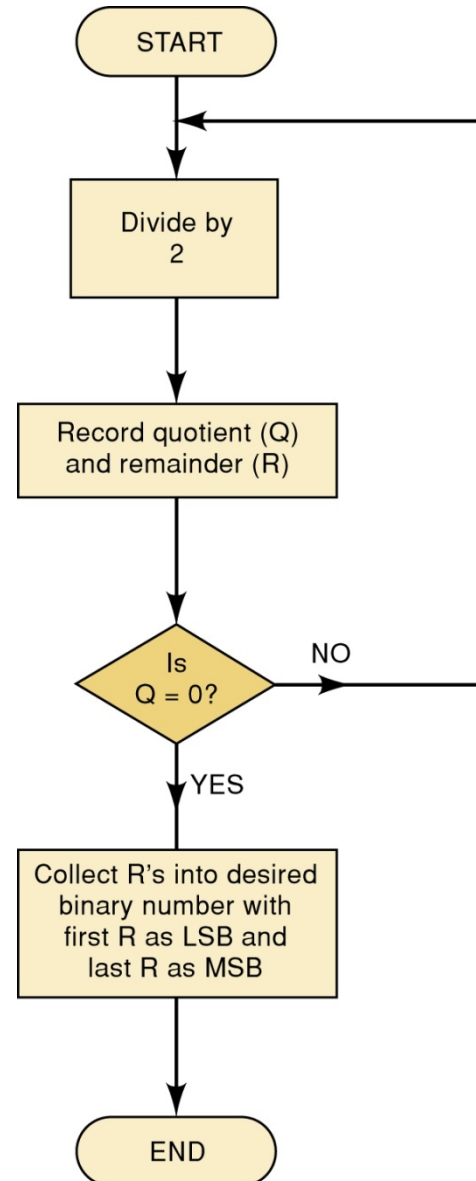 START
Divide by
2
Record quotient (Q)
and remainder (R)
Is
Q = 0?
NO
YES
Collect R's into desired
binary number with
first R as LSB and
last R as MSB
END